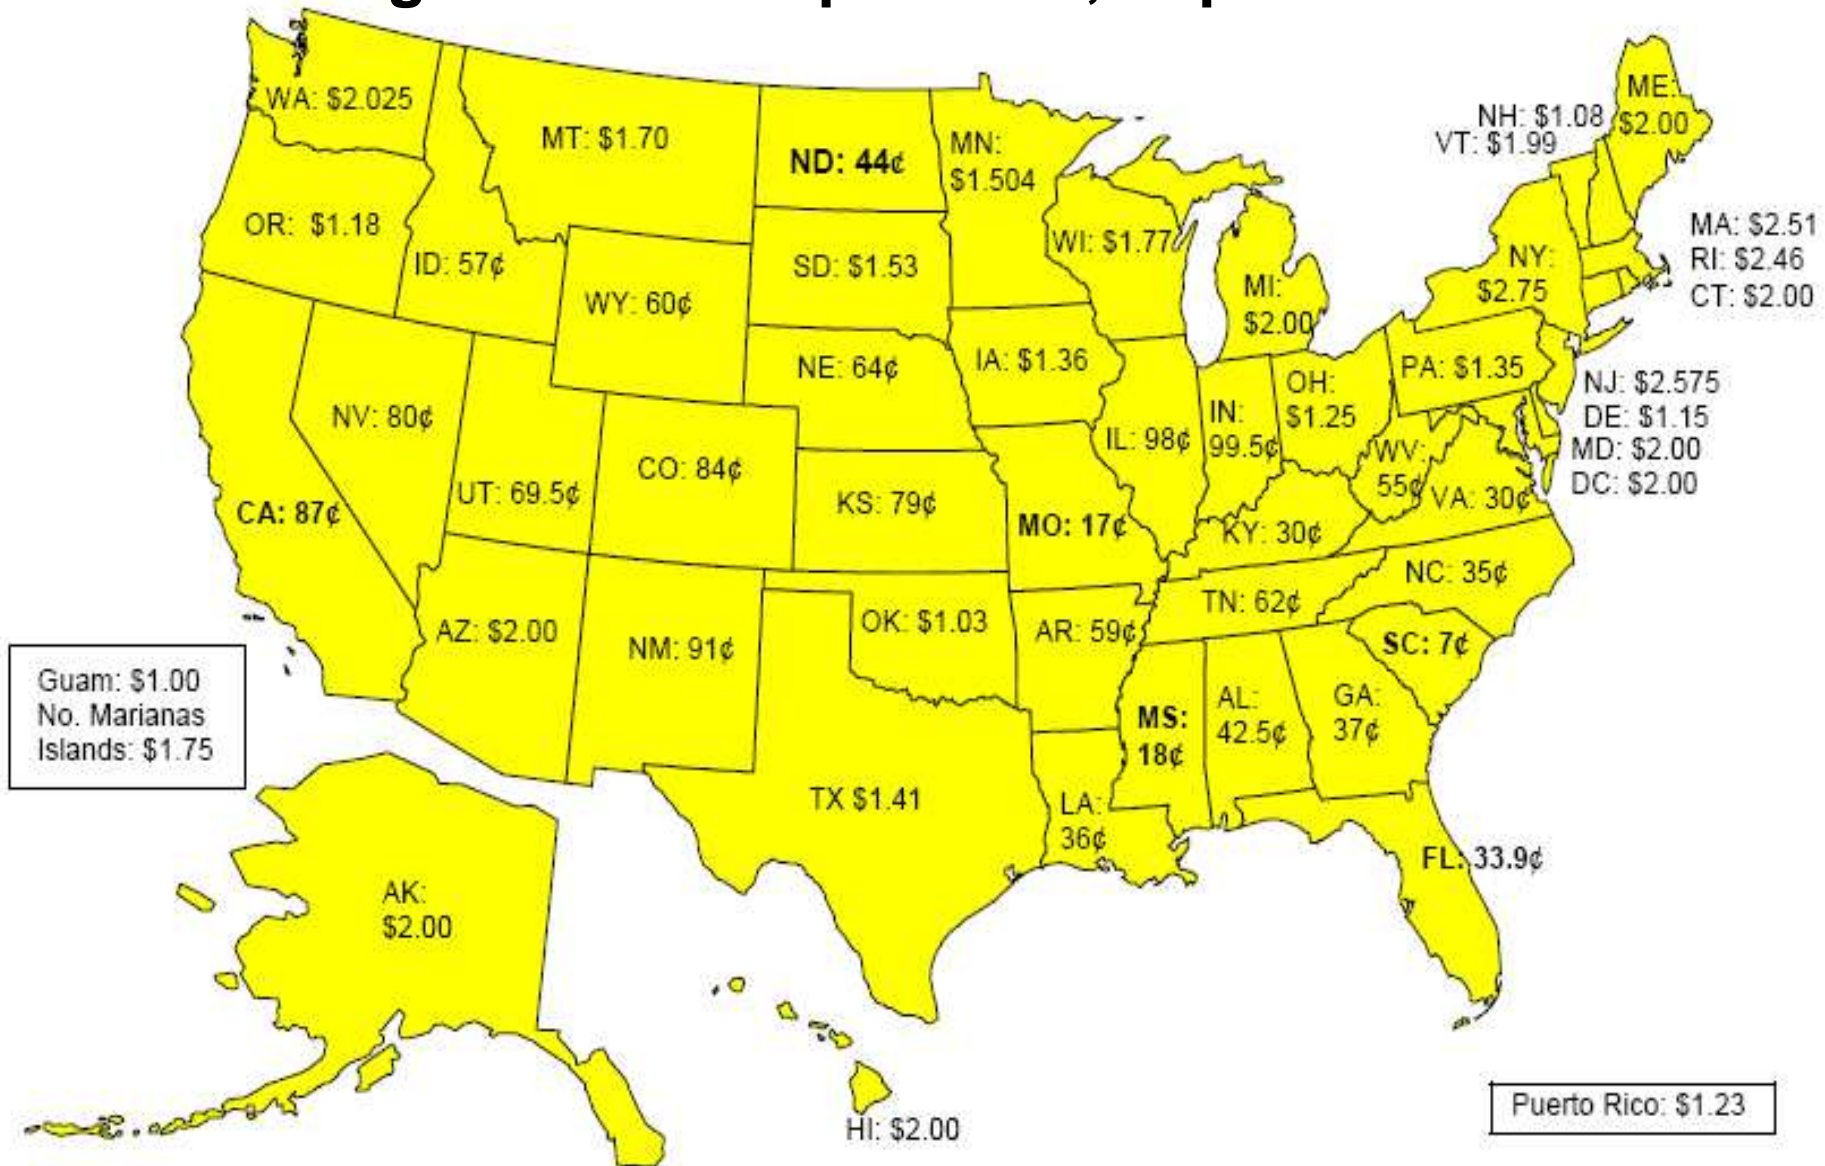 WA: $2.025
MT: $1.70
ND: 44¢
MN:
$1.504
OR: $1.18
ID: 57¢
WY: 60¢
SD: $1.53
WI: $1.77
MI:
$2.00
NH: $1.08
VT: $1.99
ME:
$2.00
NY:
$2.75
MA: $2.51
RI: $2.46
CT: $2.00
NV: 80¢
UT: 69.5¢
CO: 84¢
NE: 64¢
IA: $1.36
IL: 98¢
IN:
99.5¢
OH:
$1.25
PA: $1.35
NJ: $2.575
DE: $1.15
MD: $2.00
DC: $2.00
CA: 87¢
KS: 79¢
MO: 17¢
KY: 30¢
WV:
55¢
VA: 30¢
AZ: $2.00
NM: 91¢
OK: $1.03
AR: 59¢
TN: 62¢
NC: 35¢
SC: 7¢
TX $1.41
LA:
36¢
MS:
18¢
AL:
42.5¢
GA:
37¢
FL: 33.9¢
Guam: $1.00
No. Marianas
Islands: $1.75
AK:
$2.00
HI: $2.00
Puerto Rico: $1.23